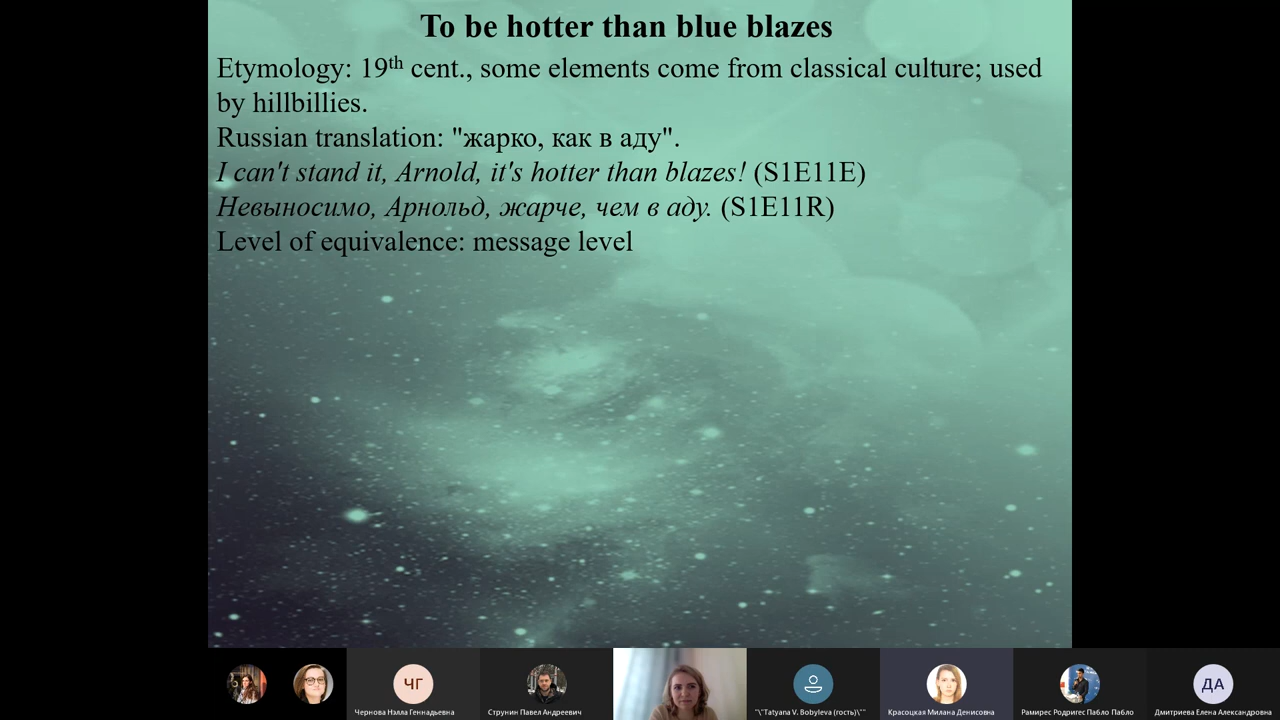 To be hotter than blue blazes
Etymology: 19th cent., some elements come from classical culture; used
by hillbillies.
Russian translation: "жарко, как в аду".
I can't stand it, Arnold, it's hotter than blazes! (S1E11E)
Невыносимо, Арнольд, жарче, чем в аду. (S1E11R)
Level of equivalence: message level
ЧГ
ДА
Чернова Нэлла Геннадьевна
Струнин Павел Андреевич
"\"Tatyana V. Bobyleva (гость)\""
Красоцкая Милана Денисовна
Рамирес Родригес Пабло Пабло
Дмитриева Елена Александровна